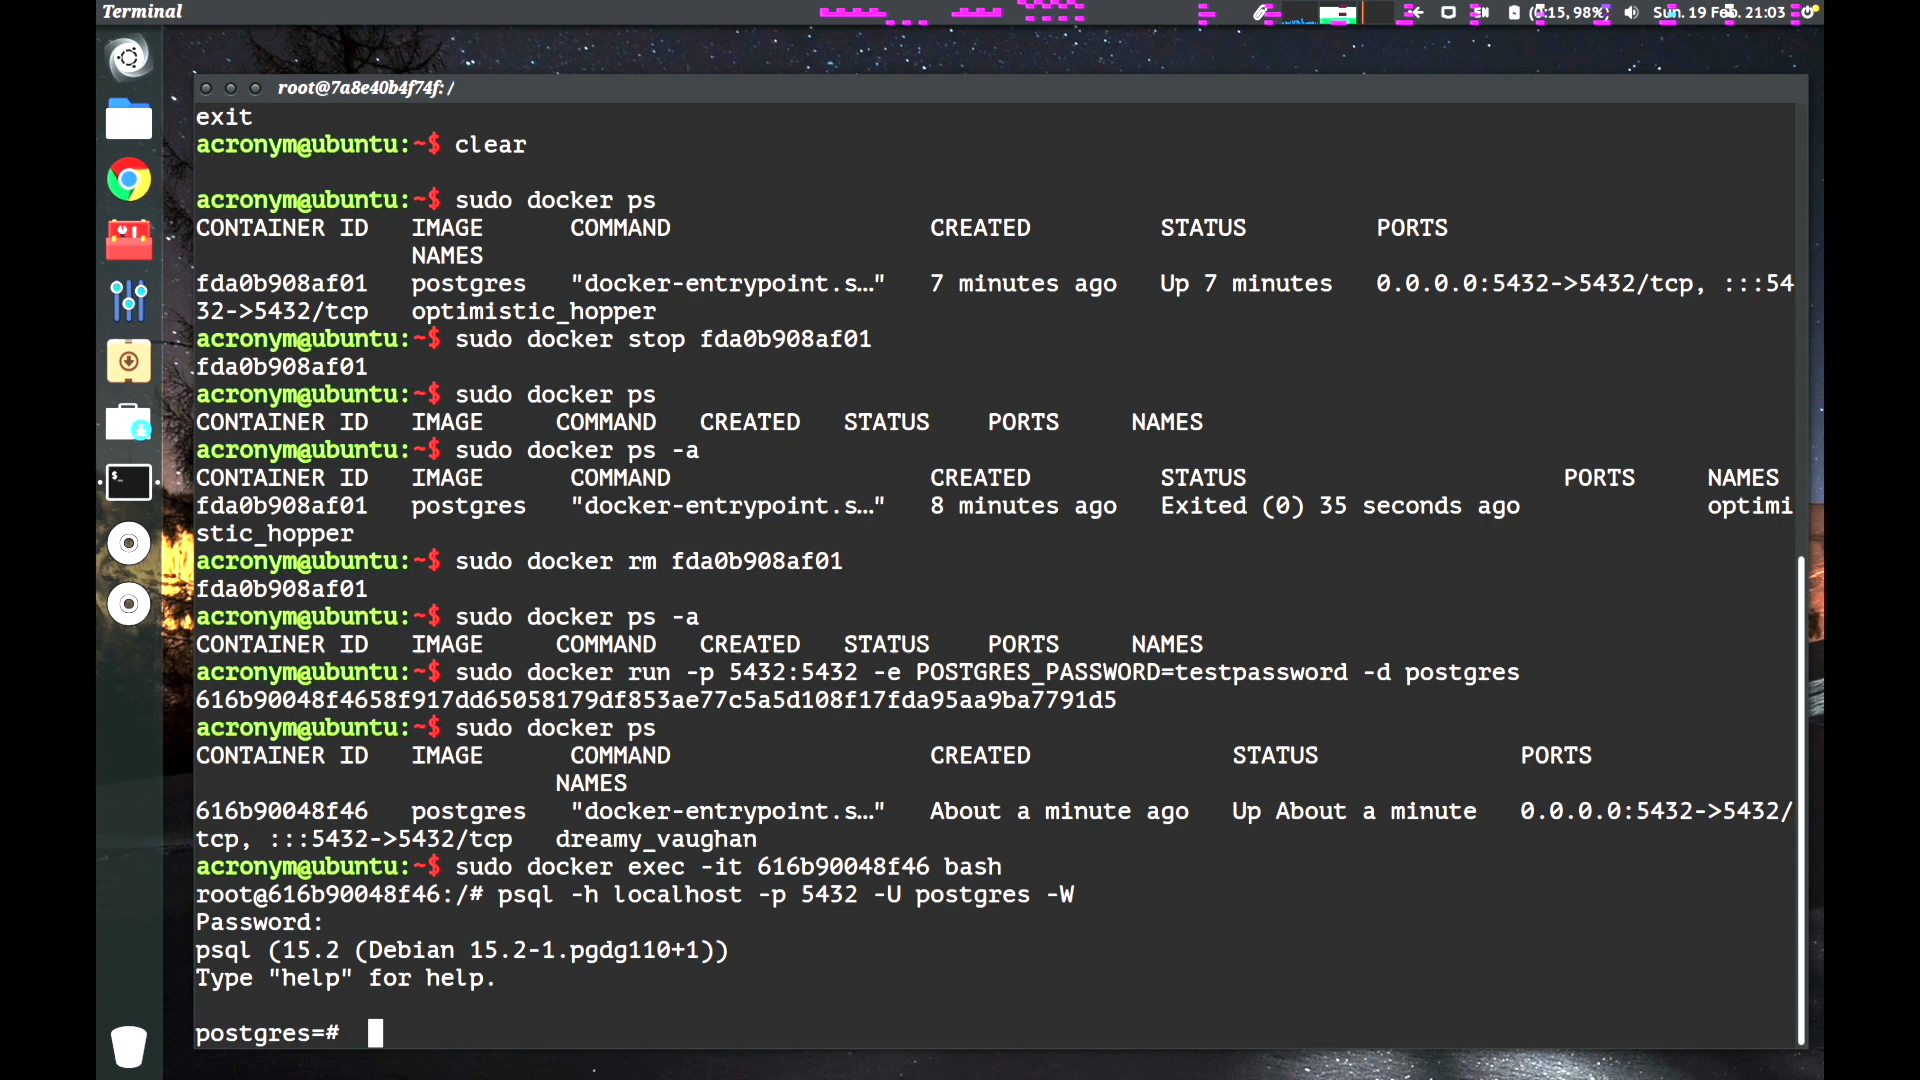 Terminal
(0:15, 98%) Sun. 19 Feb. 21:03
root@7a8e40b4f74f: /
exit
acronym@ubuntu:~$ clear
acronym@ubuntu:~$ sudo docker ps
CONTAINER ID   IMAGE      COMMAND                  CREATED         STATUS         PORTS
               NAMES
fda0b908af01   postgres   "docker-entrypoint.s…"   7 minutes ago   Up 7 minutes   0.0.0.0:5432->5432/tcp, :::54
32->5432/tcp   optimistic_hopper
acronym@ubuntu:~$ sudo docker stop fda0b908af01
fda0b908af01
acronym@ubuntu:~$ sudo docker ps
CONTAINER ID   IMAGE     COMMAND   CREATED   STATUS    PORTS     NAMES
acronym@ubuntu:~$ sudo docker ps -a
CONTAINER ID   IMAGE      COMMAND                  CREATED         STATUS                      PORTS     NAMES
fda0b908af01   postgres   "docker-entrypoint.s…"   8 minutes ago   Exited (0) 35 seconds ago             optimi
stic_hopper
acronym@ubuntu:~$ sudo docker rm fda0b908af01
fda0b908af01
acronym@ubuntu:~$ sudo docker ps -a
CONTAINER ID   IMAGE     COMMAND   CREATED   STATUS    PORTS     NAMES
acronym@ubuntu:~$ sudo docker run -p 5432:5432 -e POSTGRES_PASSWORD=testpassword -d postgres
616b90048f4658f917dd65058179df853ae77c5a5d108f17fda95aa9ba7791d5
acronym@ubuntu:~$ sudo docker ps
CONTAINER ID   IMAGE      COMMAND                  CREATED              STATUS              PORTS
                         NAMES
616b90048f46   postgres   "docker-entrypoint.s…"   About a minute ago   Up About a minute   0.0.0.0:5432->5432/
tcp, :::5432->5432/tcp   dreamy_vaughan
acronym@ubuntu:~$ sudo docker exec -it 616b90048f46 bash
root@616b90048f46:/# psql -h localhost -p 5432 -U postgres -W
Password:
psql (15.2 (Debian 15.2-1.pgdg110+1))
Type "help" for help.
postgres=#